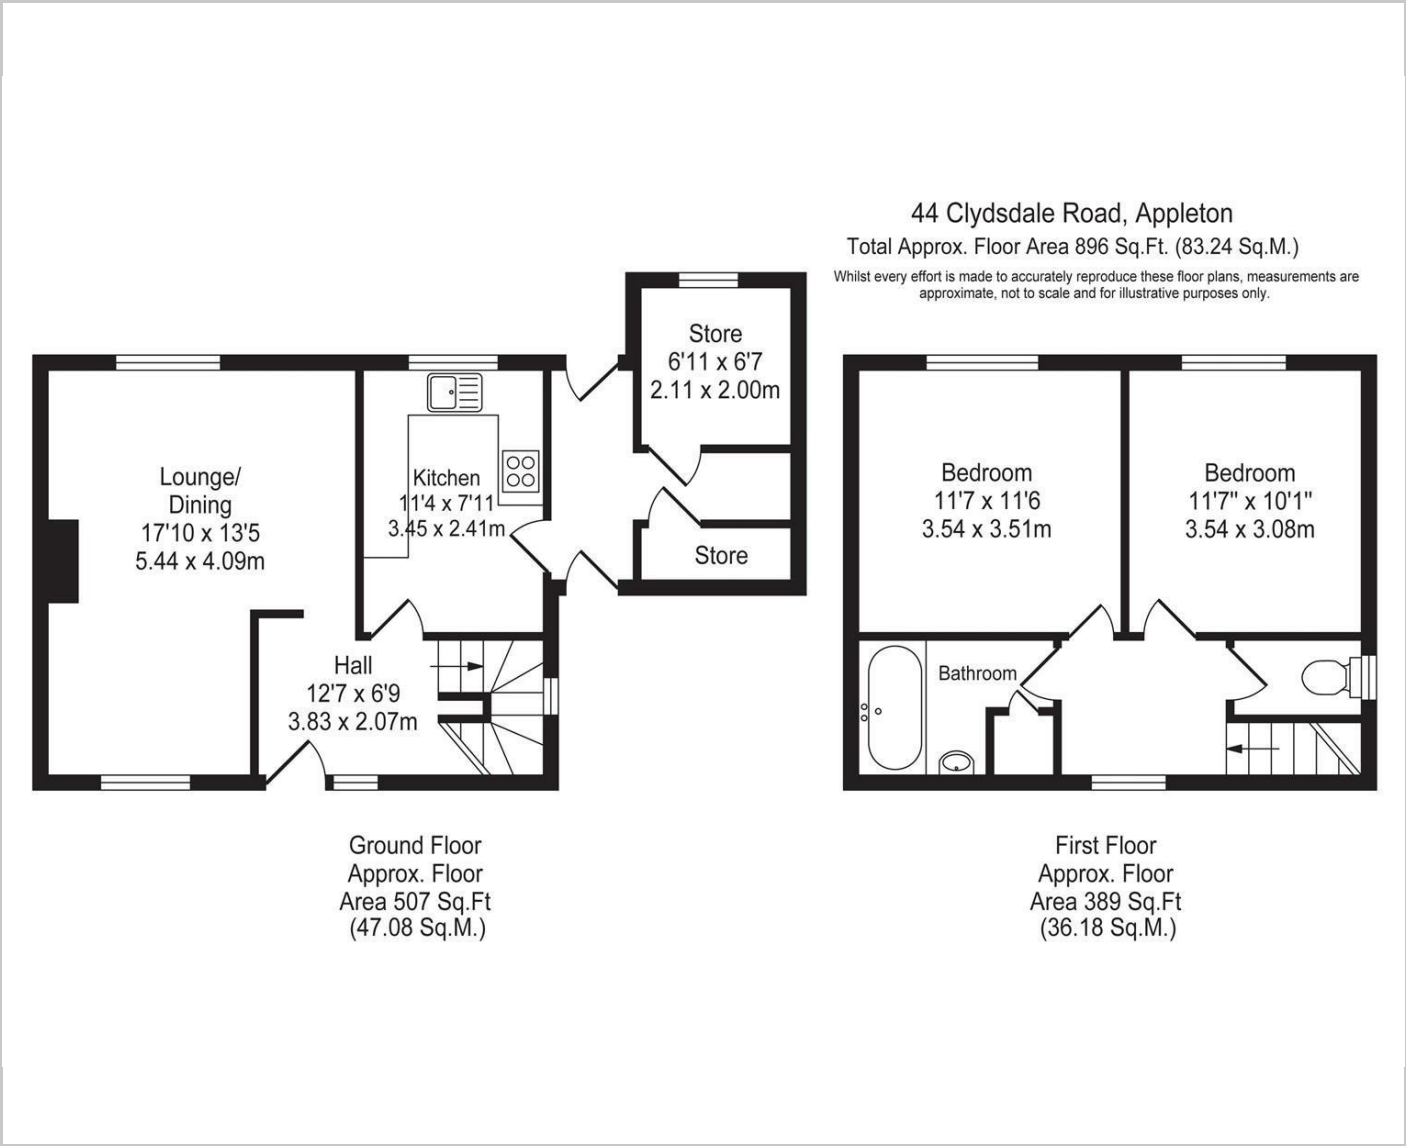 44 Clydsdale Road, Appleton
Total Approx. Floor Area 896 Sq.Ft. (83.24 Sq.M.)
Whilst every effort is made to accurately reproduce these floor plans, measurements are
approximate, not to scale and for illustrative purposes only.
Store
6'11 x 6'7
2.11 x 2.00m
Lounge/
Dining
17'10 x 13'5
5.44 x 4.09m
Kitchen
11'4 x 7'11
3.45 x 2.41m
Store
Hall
12'7 x 6'9
3.83 x 2.07m
Bedroom
11'7 x 11'6
3.54 x 3.51m
Bedroom
11'7" x 10'1"
3.54 x 3.08m
Bathroom
Ground Floor
Approx. Floor
Area 507 Sq.Ft
(47.08 Sq.M.)
First Floor
Approx. Floor
Area 389 Sq.Ft
(36.18 Sq.M.)